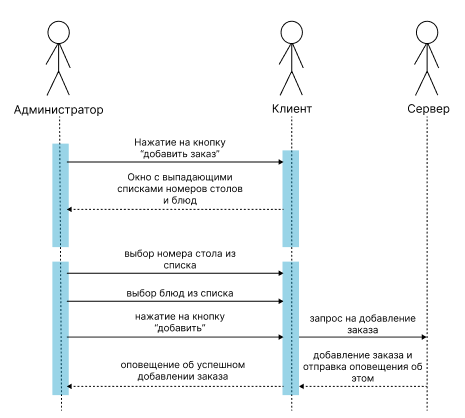 Администратор
Клиент
Сервер
Нажатие на кнопку
"добавить заказ"
Окно с выпадающими
списками номеров столов
и блюд
выбор номера стола из
списка
выбор блюд из списка
нажатие на кнопку
"добавить"
запрос на добавление
заказа
добавление заказа и
отправка оповещения об
этом
оповещение об успешном
добавлении заказа